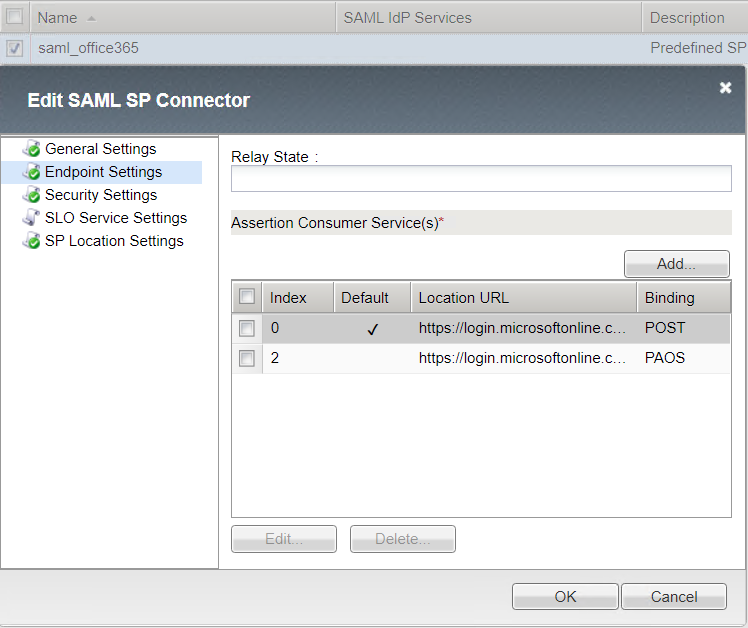 Name SAML IdP Services Description
saml_office365 Predefined SP
Edit SAML SP Connector
General Settings
Endpoint Settings
Security Settings
SLO Service Settings
SP Location Settings
Relay State :
Assertion Consumer Service(s)*
Add...
Index Default Location URL Binding
0 ✓ https://login.microsoftonline.c... POST
2 https://login.microsoftonline.c... PAOS
Edit... Delete...
OK Cancel